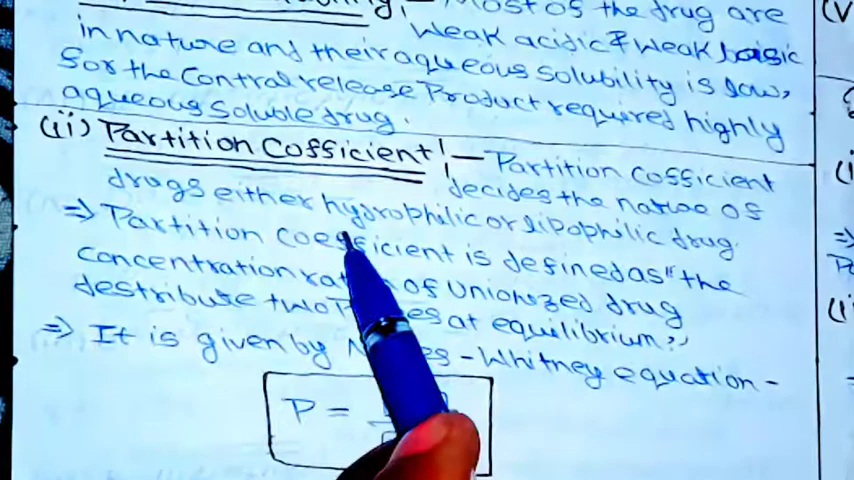 Most of the drug are
in nature and their aqueous solubility is low,
Weak acidic & weak basic
for the Control release Product required highly
aqueous soluble drug.
(ii) Partition Cofficient :- Partition Cofficient
decides the nature of
drugs either hydrophilic or lipophilic drug.
⇒ Partition coefficient is defined as "the
concentration of unionized drug
destribute two at equilibrium"
⇒ It is given by - Whitney equation -
P =